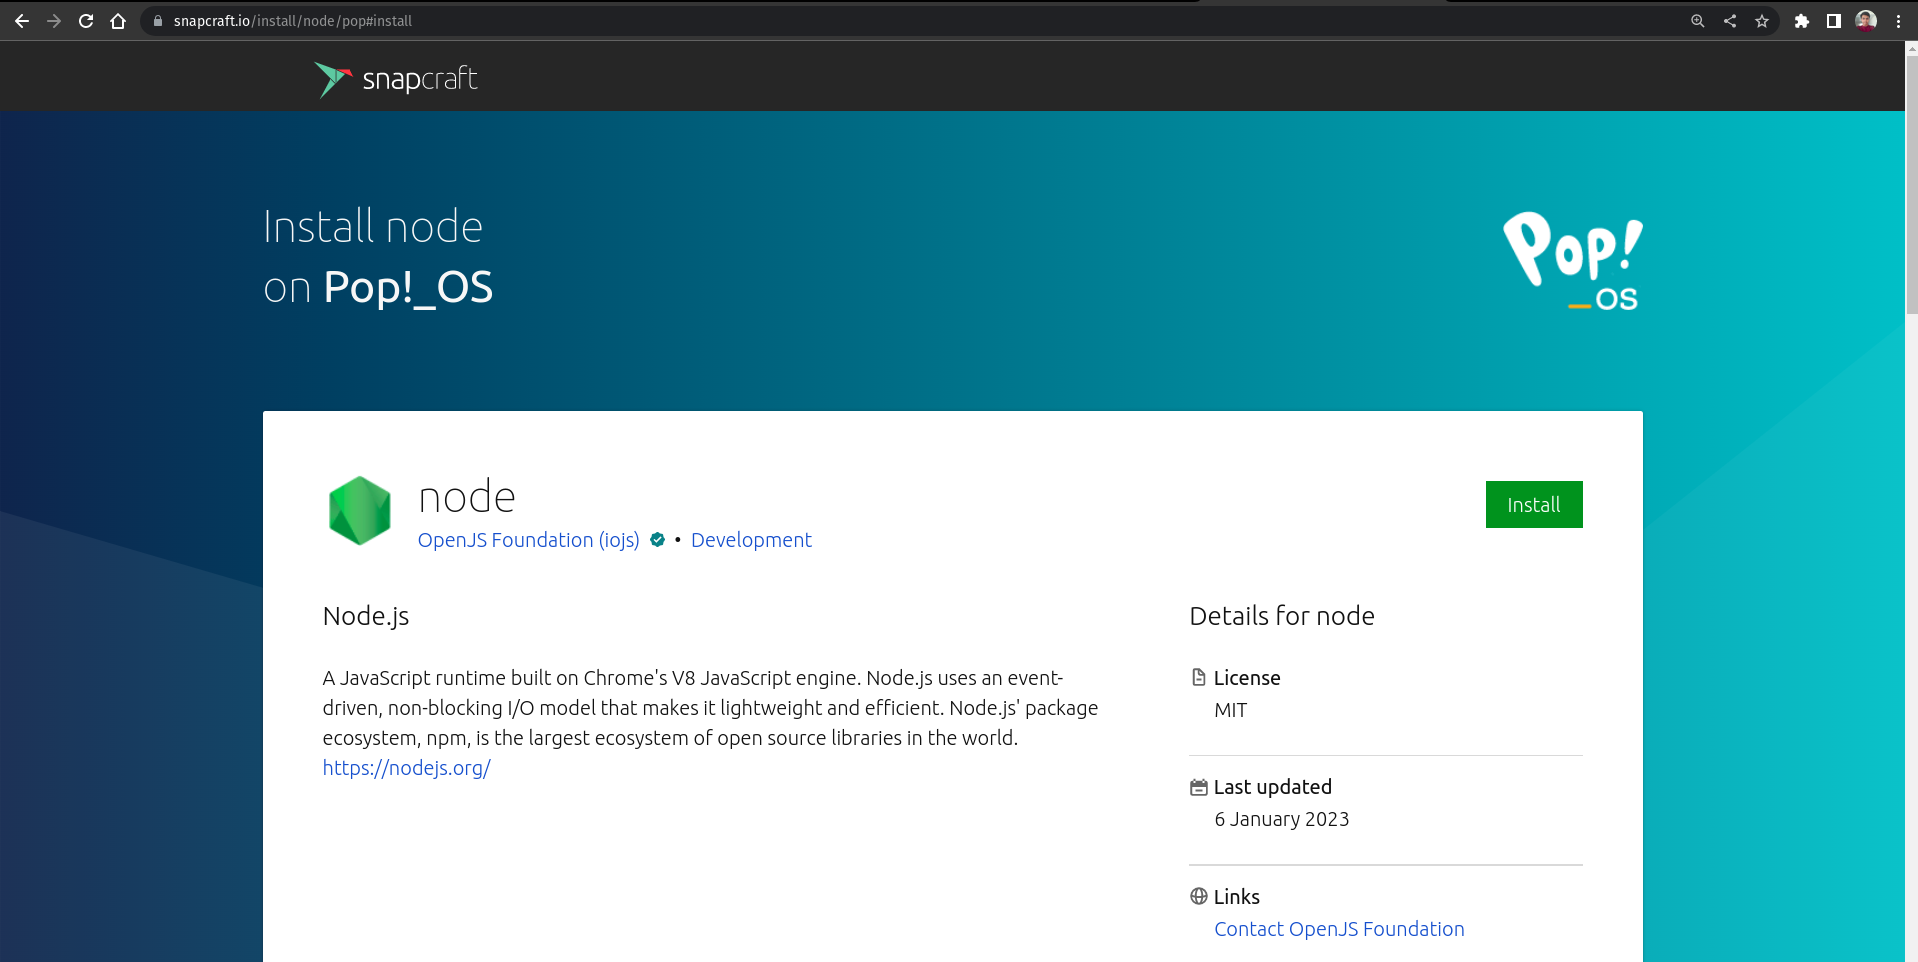 snapcraft.io/install/node/pop#install
snapcraft
Install node
on Pop!_OS
Pop!
_OS
node
Install
OpenJS Foundation (iojs) • Development
Node.js
A JavaScript runtime built on Chrome's V8 JavaScript engine. Node.js uses an event-
driven, non-blocking I/O model that makes it lightweight and efficient. Node.js' package
ecosystem, npm, is the largest ecosystem of open source libraries in the world.
https://nodejs.org/
Details for node
License
MIT
Last updated
6 January 2023
Links
Contact OpenJS Foundation